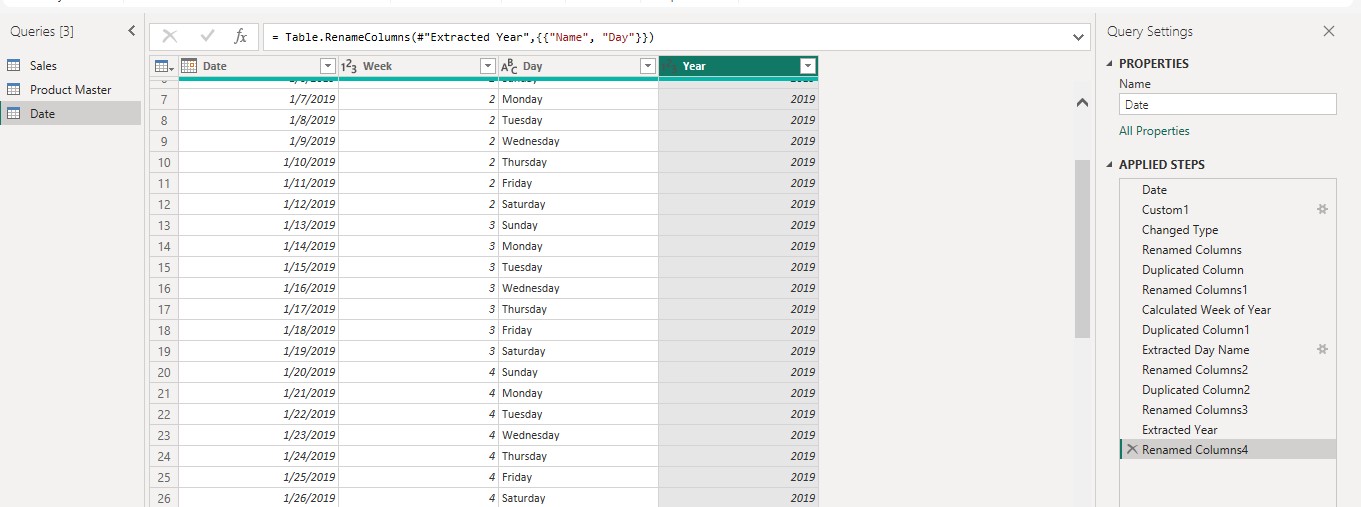 Queries [3]
Sales
Product Master
Date
fx = Table.RenameColumns(#"Extracted Year",{{"Name", "Day"}})
Date 123 Week ABC Day Year
7 1/7/2019 2 Monday 2019
8 1/8/2019 2 Tuesday 2019
9 1/9/2019 2 Wednesday 2019
10 1/10/2019 2 Thursday 2019
11 1/11/2019 2 Friday 2019
12 1/12/2019 2 Saturday 2019
13 1/13/2019 3 Sunday 2019
14 1/14/2019 3 Monday 2019
15 1/15/2019 3 Tuesday 2019
16 1/16/2019 3 Wednesday 2019
17 1/17/2019 3 Thursday 2019
18 1/18/2019 3 Friday 2019
19 1/19/2019 3 Saturday 2019
20 1/20/2019 4 Sunday 2019
21 1/21/2019 4 Monday 2019
22 1/22/2019 4 Tuesday 2019
23 1/23/2019 4 Wednesday 2019
24 1/24/2019 4 Thursday 2019
25 1/25/2019 4 Friday 2019
26 1/26/2019 4 Saturday 2019
Query Settings
PROPERTIES
Name
Date
All Properties
APPLIED STEPS
Date
Custom1
Changed Type
Renamed Columns
Duplicated Column
Renamed Columns1
Calculated Week of Year
Duplicated Column1
Extracted Day Name
Renamed Columns2
Duplicated Column2
Renamed Columns3
Extracted Year
Renamed Columns4